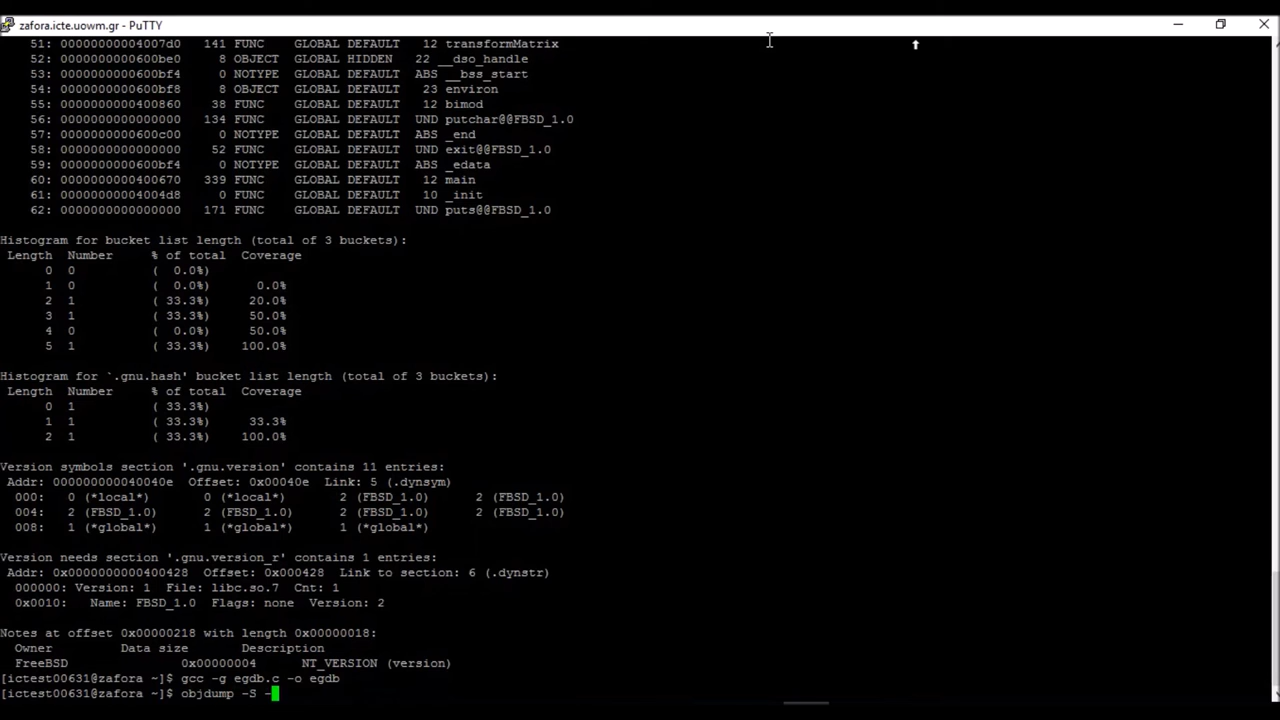 zafora.icte.uowm.gr - PuTTY
51: 00000000004007d0 141 FUNC GLOBAL DEFAULT 12 transformMatrix
52: 0000000000600be0 8 OBJECT GLOBAL HIDDEN 22 __dso_handle
53: 0000000000600bf4 0 NOTYPE GLOBAL DEFAULT ABS __bss_start
54: 0000000000600bf8 8 OBJECT GLOBAL DEFAULT 23 environ
55: 0000000000400860 38 FUNC GLOBAL DEFAULT 12 bimod
56: 0000000000000000 134 FUNC GLOBAL DEFAULT UND putchar@@FBSD_1.0
57: 0000000000600c00 0 NOTYPE GLOBAL DEFAULT ABS _end
58: 0000000000000000 52 FUNC GLOBAL DEFAULT UND exit@@FBSD_1.0
59: 0000000000600bf4 0 NOTYPE GLOBAL DEFAULT ABS _edata
60: 0000000000400670 339 FUNC GLOBAL DEFAULT 12 main
61: 00000000004004d8 0 FUNC GLOBAL DEFAULT 10 _init
62: 0000000000000000 171 FUNC GLOBAL DEFAULT UND puts@@FBSD_1.0
Histogram for bucket list length (total of 3 buckets):
Length Number % of total Coverage
0 0 ( 0.0%)
1 0 ( 0.0%) 0.0%
2 1 ( 33.3%) 20.0%
3 1 ( 33.3%) 50.0%
4 0 ( 0.0%) 50.0%
5 1 ( 33.3%) 100.0%
Histogram for `.gnu.hash' bucket list length (total of 3 buckets):
Length Number % of total Coverage
0 1 ( 33.3%)
1 1 ( 33.3%) 33.3%
2 1 ( 33.3%) 100.0%
Version symbols section '.gnu.version' contains 11 entries:
Addr: 000000000040040e Offset: 0x00040e Link: 5 (.dynsym)
000: 0 (*local*) 0 (*local*) 2 (FBSD_1.0) 2 (FBSD_1.0)
004: 2 (FBSD_1.0) 2 (FBSD_1.0) 2 (FBSD_1.0) 2 (FBSD_1.0)
008: 1 (*global*) 1 (*global*) 1 (*global*)
Version needs section '.gnu.version_r' contains 1 entries:
Addr: 0x0000000000400428 Offset: 0x000428 Link to section: 6 (.dynstr)
000000: Version: 1 File: libc.so.7 Cnt: 1
0x0010: Name: FBSD_1.0 Flags: none Version: 2
Notes at offset 0x00000218 with length 0x00000018:
Owner Data size Description
FreeBSD 0x00000004 NT_VERSION (version)
[ictest00631@zafora ~]$ gcc -g egdb.c -o egdb
[ictest00631@zafora ~]$ objdump -S -